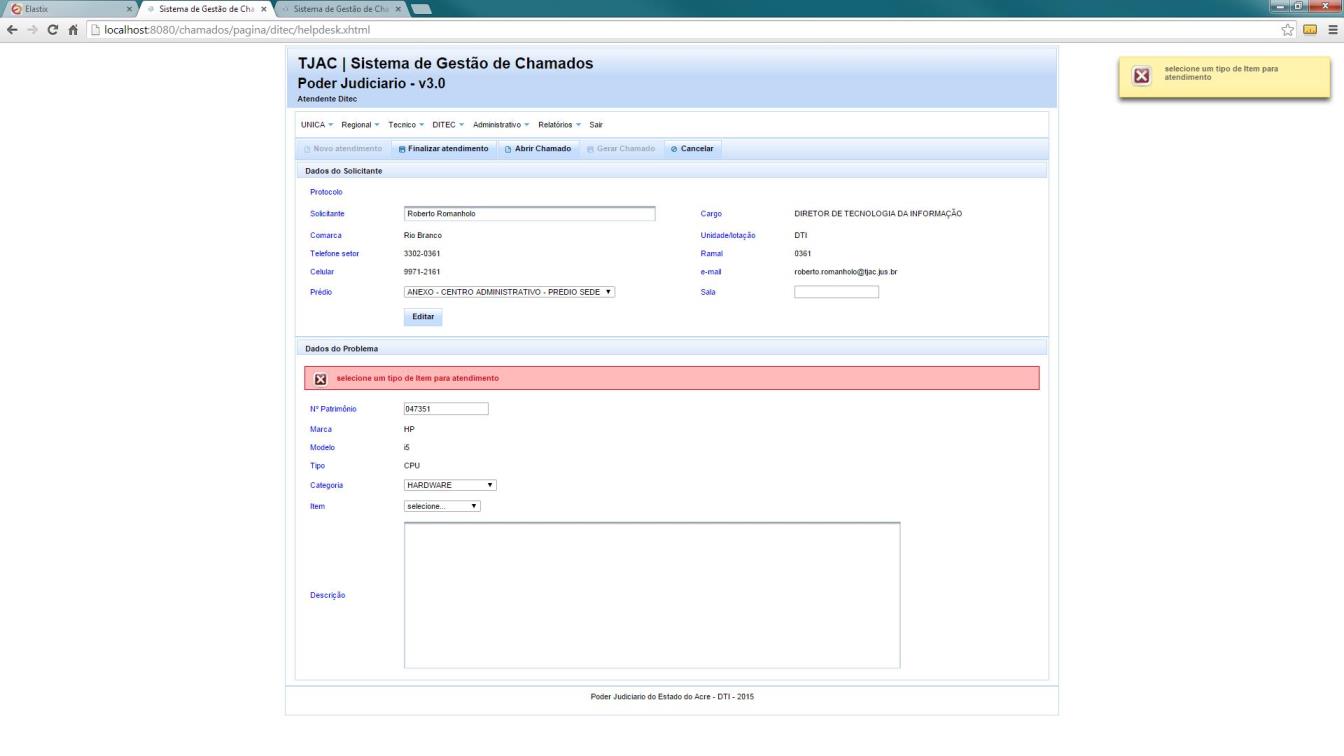 Elastix
Sistema de Gestão de Cha
Sistema de Gestão de Cha
localhost:8080/chamados/pagina/ditec/helpdesk.xhtml
TJAC | Sistema de Gestão de Chamados
Poder Judiciario - v3.0
Atendente Ditec
selecione um tipo de Item para
atendimento
UNICA Regional Tecnico DITEC Administrativo Relatórios Sair
Novo atendimento Finalizar atendimento Abrir Chamado Gerar Chamado Cancelar
Dados do Solicitante
Protocolo
Solicitante Roberto Romanholo Cargo DIRETOR DE TECNOLOGIA DA INFORMAÇÃO
Comarca Rio Branco Unidade/lotação DTI
Telefone setor 3302-0361 Ramal 0361
Celular 9971-2161 e-mail roberto.romanholo@tjac.jus.br
Prédio ANEXO - CENTRO ADMINISTRATIVO - PREDIO SEDE Sala
Editar
Dados do Problema
selecione um tipo de Item para atendimento
Nº Patrimônio 047351
Marca HP
Modelo i5
Tipo CPU
Categoria HARDWARE
Item selecione...
Descrição
Poder Judiciario do Estado do Acre - DTI - 2015